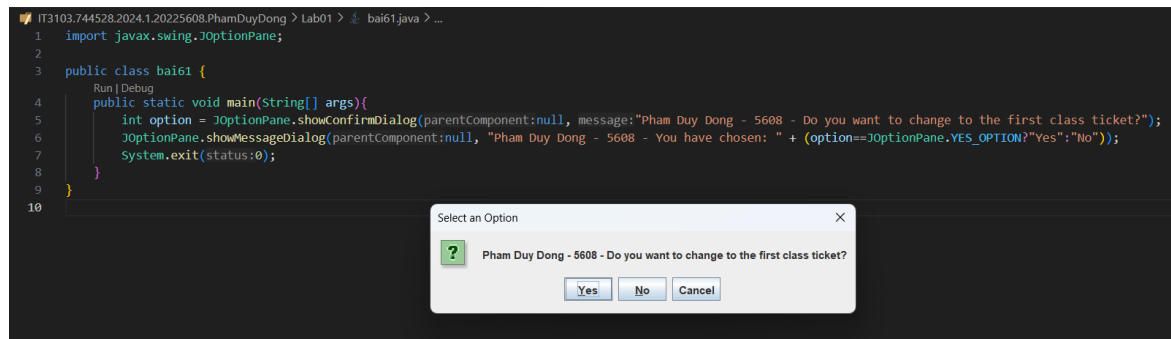 IT3103.744528.2024.1.20225608.PhamDuyDong > Lab01 > bai61.java > ...
1 import javax.swing.JOptionPane;
2
3 public class bai61 {
Run | Debug
4 public static void main(String[] args){
5 int option = JOptionPane.showConfirmDialog(parentComponent:null, message:"Pham Duy Dong - 5608 - Do you want to change to the first class ticket?");
6 JOptionPane.showMessageDialog(parentComponent:null, "Pham Duy Dong - 5608 - You have chosen: " + (option==JOptionPane.YES_OPTION?"Yes":"No"));
7 System.exit(status:0);
8 }
9 }
10
Select an Option
Pham Duy Dong - 5608 - Do you want to change to the first class ticket?
Yes No Cancel